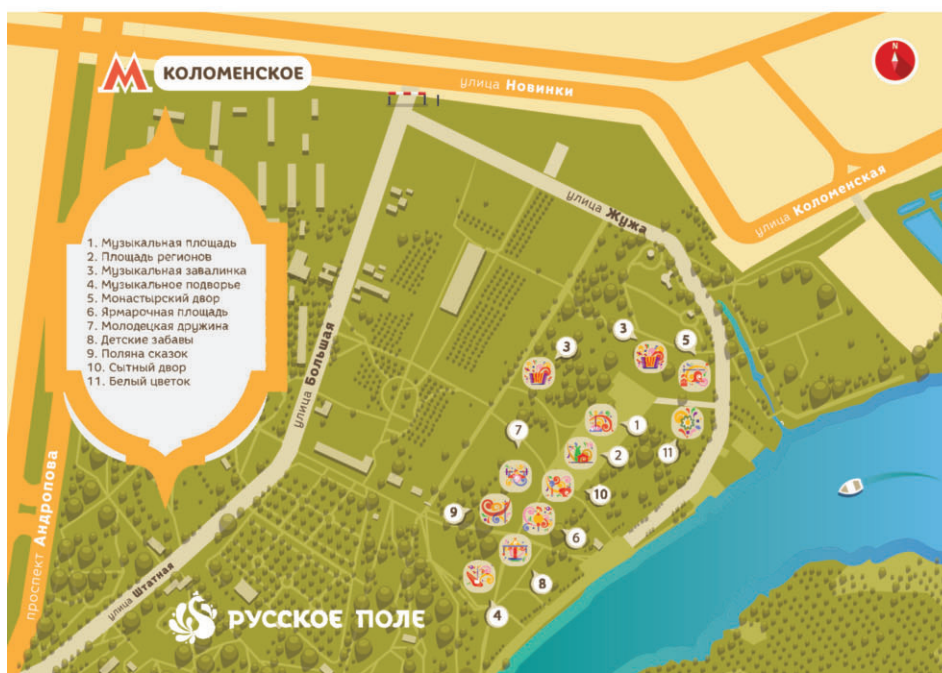 КОЛОМЕНСКОЕ
N
улица Новинки
улица Коломенская
улица Жужа
улица Большая
1. Музыкальная площадь
2. Площадь регионов
3. Музыкальная завалинка
4. Музыкальное подворье
5. Монастырский двор
6. Ярмарочная площадь
7. Молодецкая дружина
8. Детские забавы
9. Поляна сказок
10. Сытный двор
11. Белый цветок
3
3
5
1
7
2
11
10
9
6
8
4
проспект Андропова
улица Штатная
РУССКОЕ ПОЛЕ